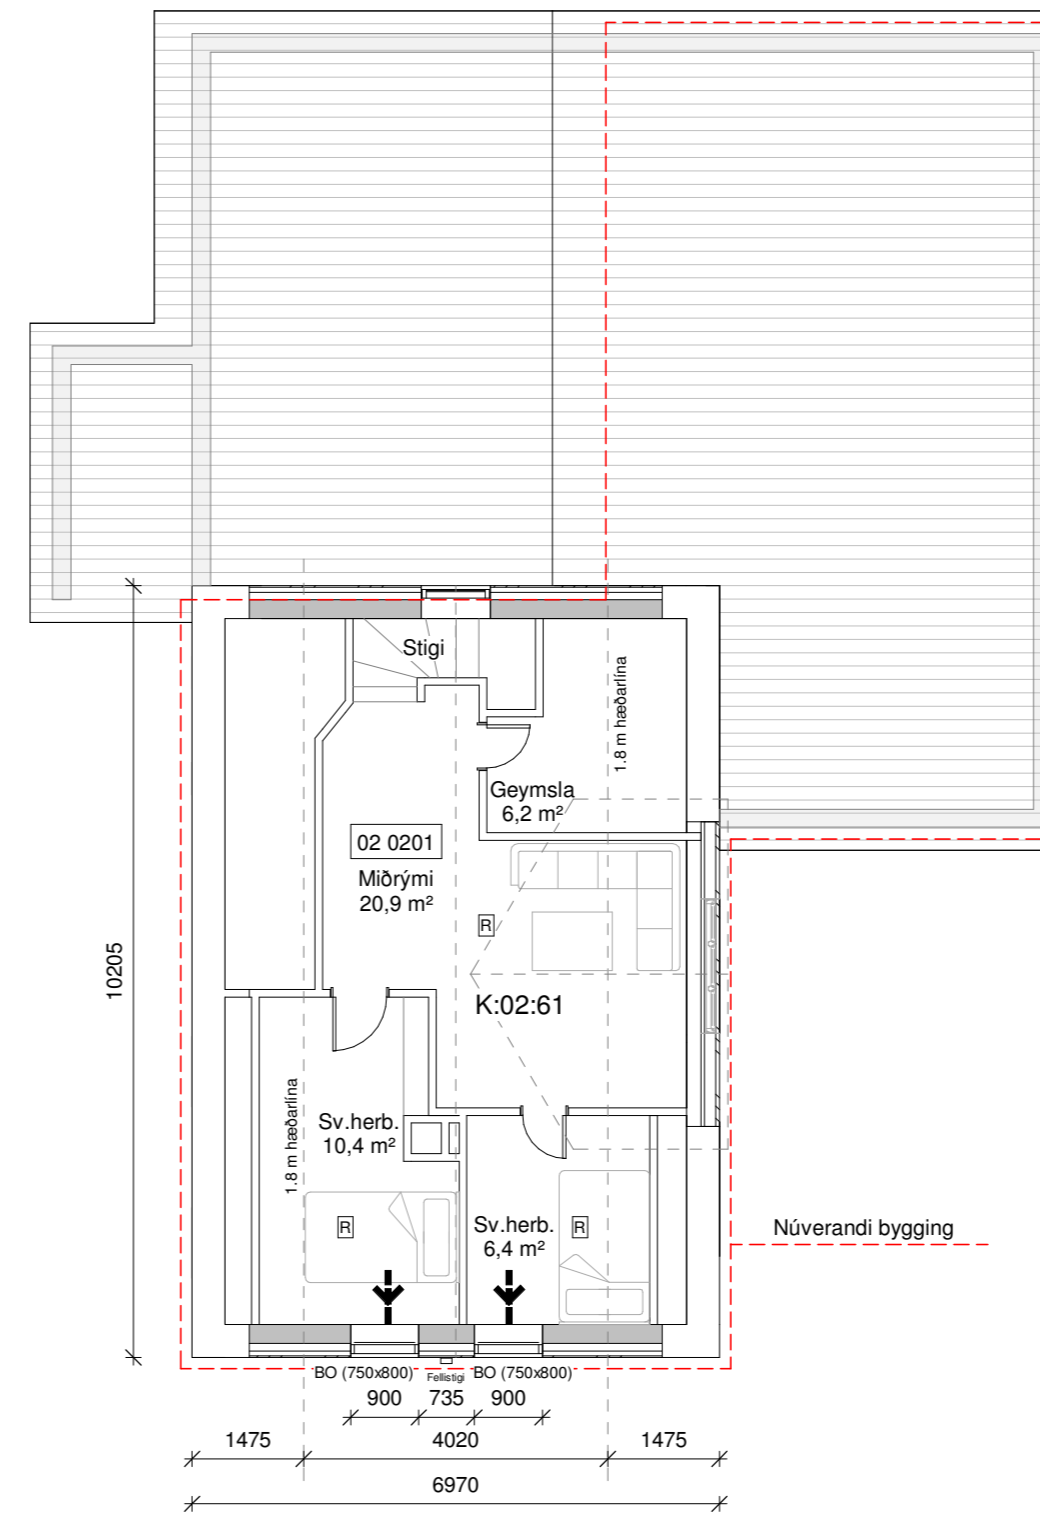 Stigi
1.8 m hæðarlína
Geymsla
6,2 m²
02 0201
Miðrými
20,9 m²
R
10205
K:02:61
1.8 m hæðarlína
Sv.herb.
10,4 m²
R
Sv.herb.
6,4 m²
R
Núverandi bygging
BO (750x800)
Fellistigi
BO (750x800)
900
735
900
1475
4020
1475
6970